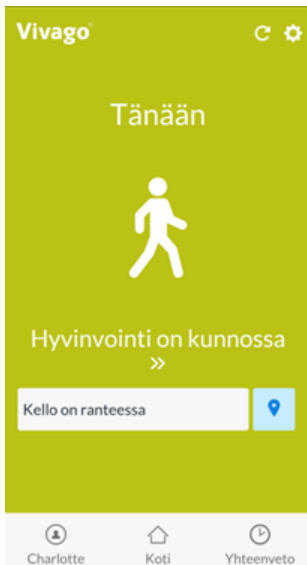 Vivago
Tänään
Hyvinvointi on kunnossa
»
Kello on ranteessa
Charlotte
Koti
Yhteenveto